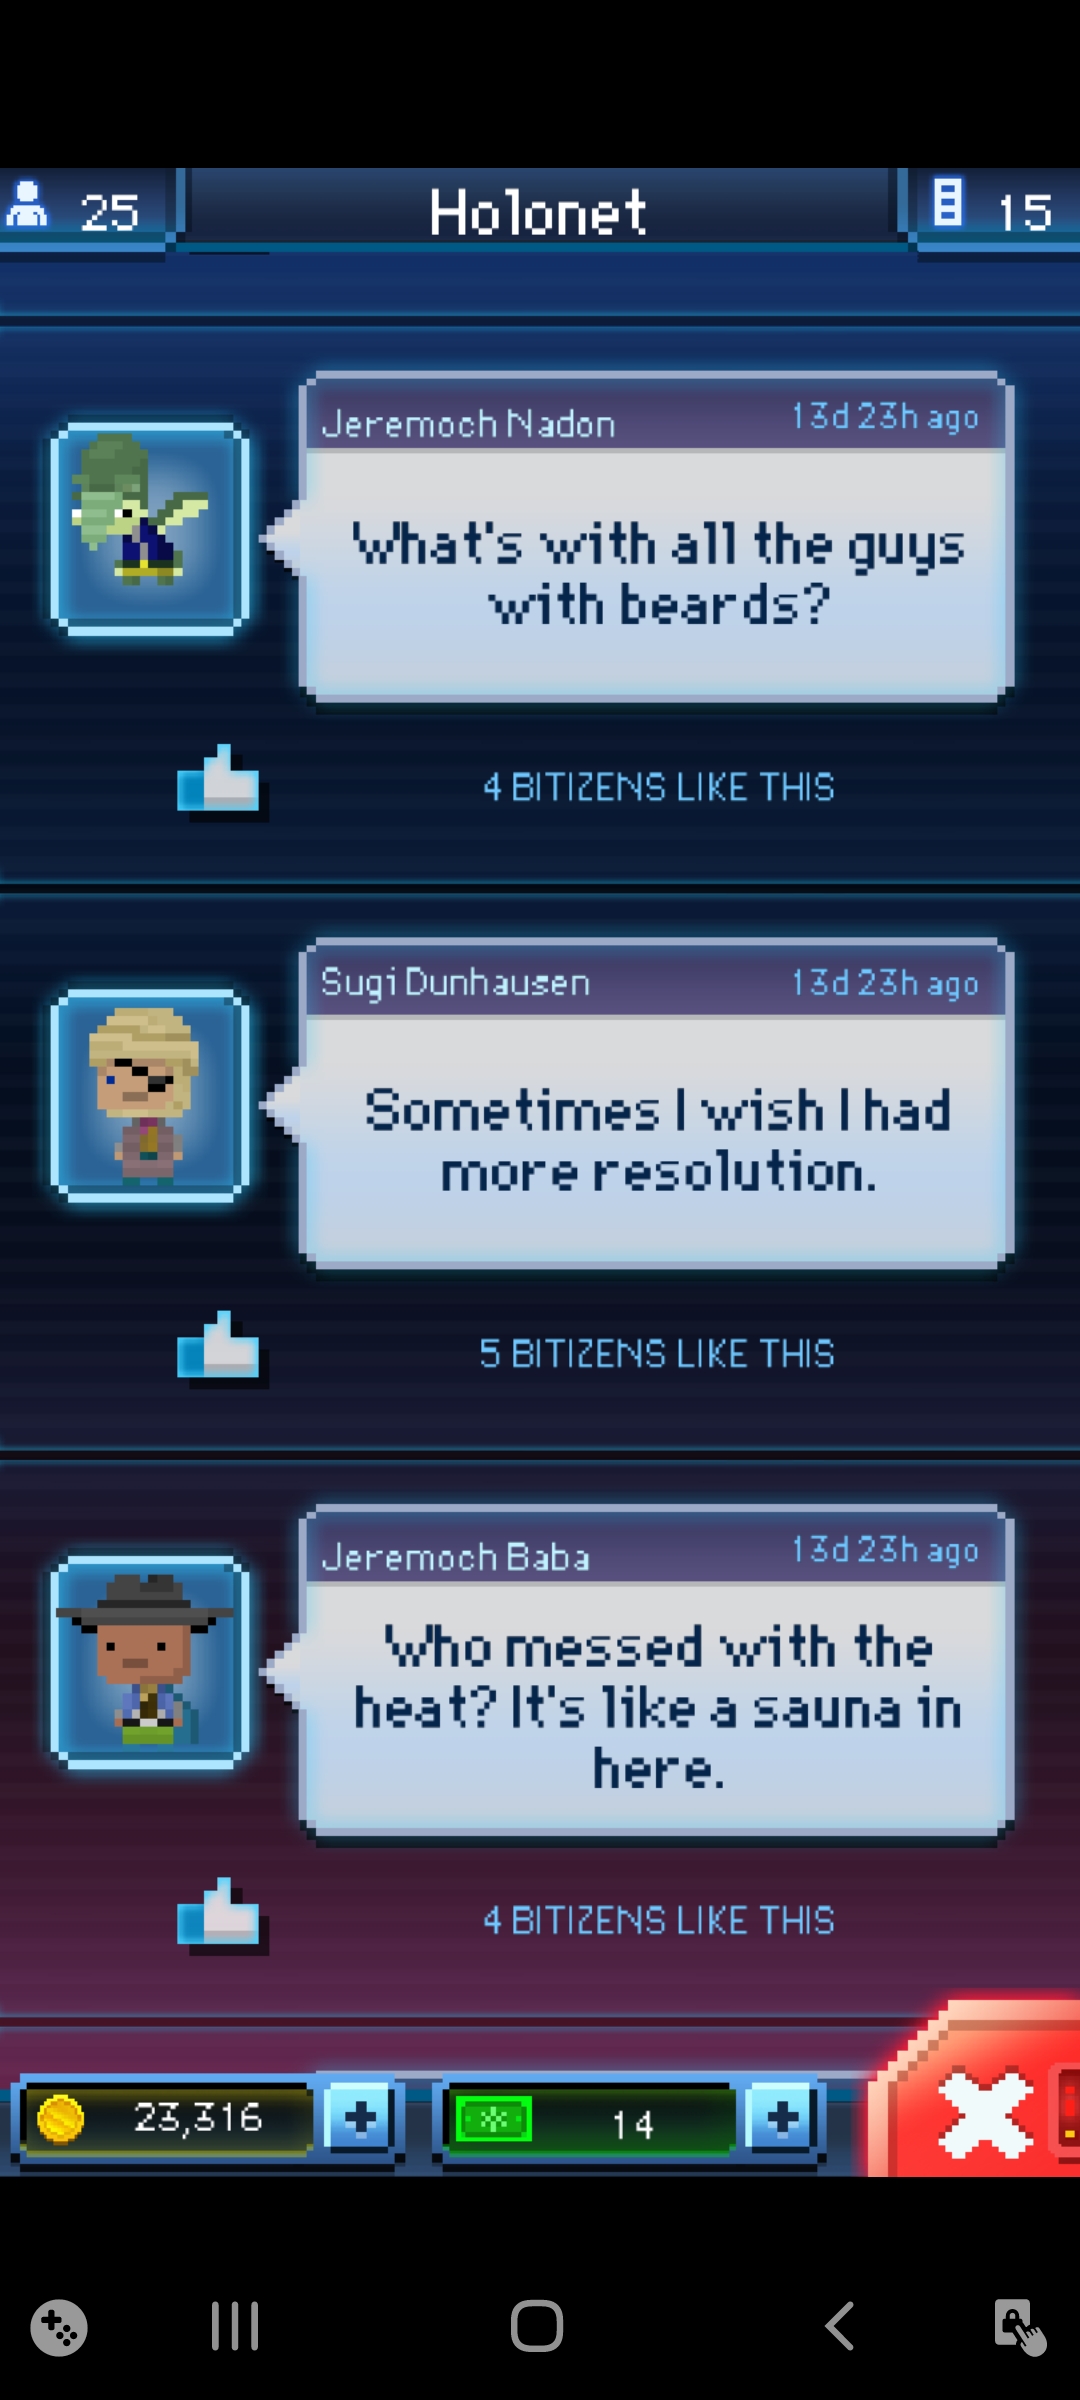 25
Holonet
15
Jeremoch Nadon
13d 23h ago
What's with all the guys
with beards?
4 BITIZENS LIKE THIS
Sugi Dunhausen
13d 23h ago
Sometimes I wish I had
more resolution.
5 BITIZENS LIKE THIS
Jeremoch Baba
13d 23h ago
Who messed with the
heat? It's like a sauna in
here.
4 BITIZENS LIKE THIS
23,316
14